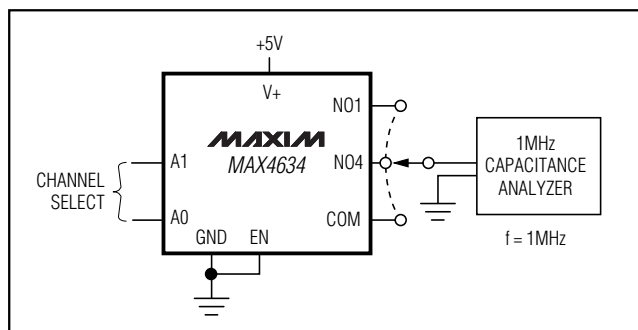 +5V
V+
NO1
MAXIM
MAX4634
A1
NO4
CHANNEL
SELECT
A0
COM
GND EN
1MHz
CAPACITANCE
ANALYZER
f = 1MHz